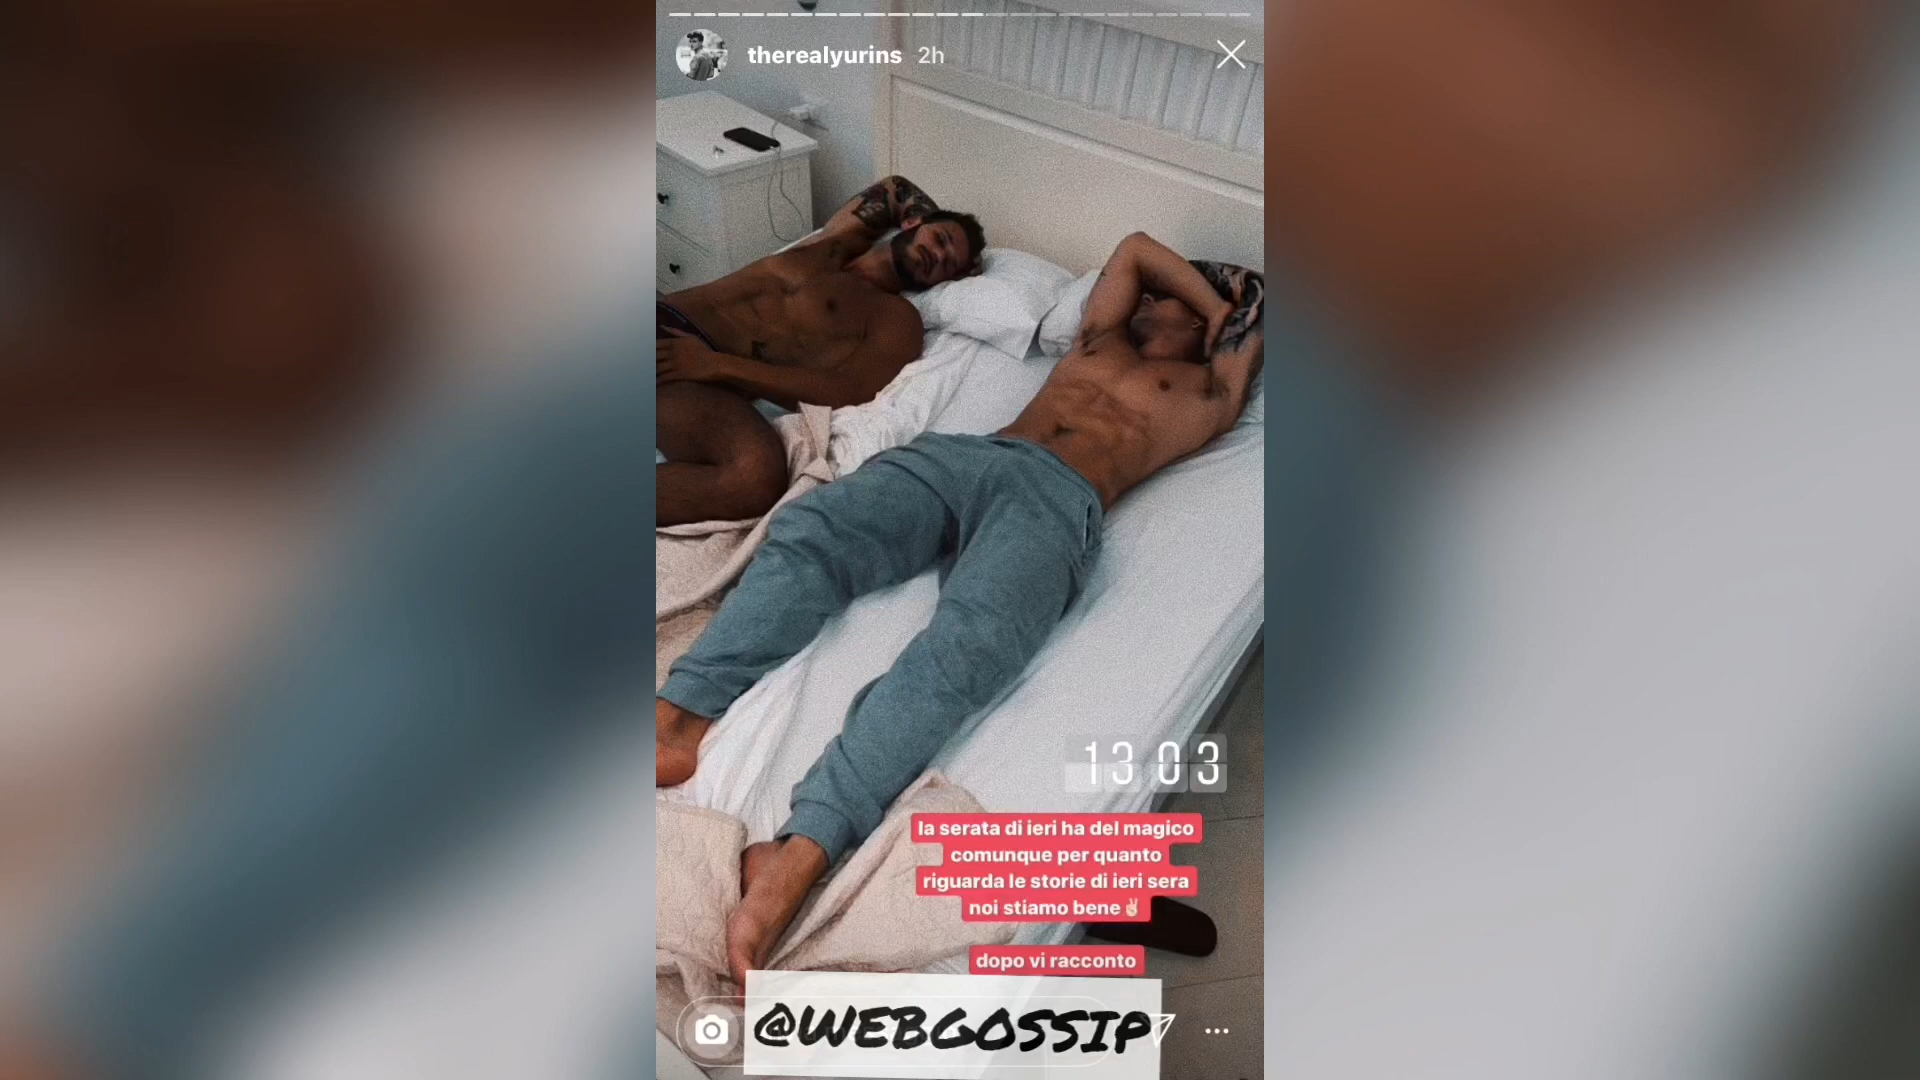 therealyurins 2h
13 03
la serata di ieri ha del magico
comunque per quanto
riguarda le storie di ieri sera
noi stiamo bene✌🏻
dopo vi racconto
@WEBGOSSIP